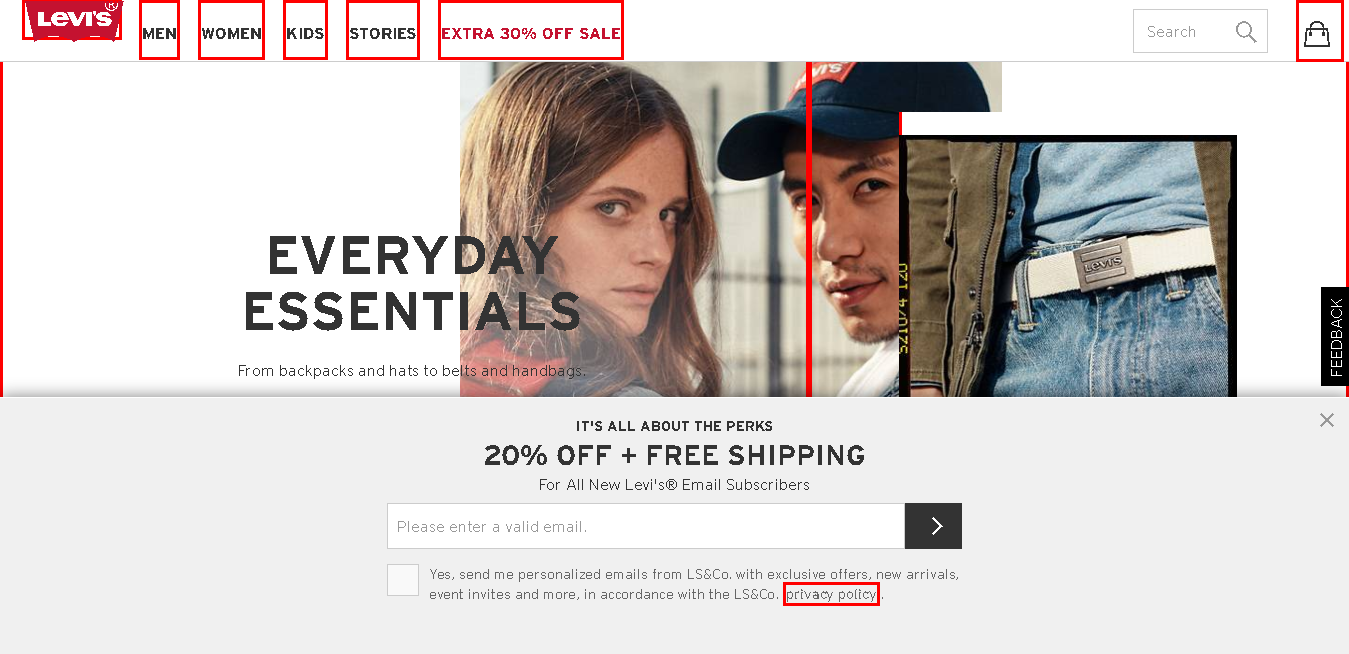 LEVI'S®
MEN
WOMEN
KIDS
STORIES
EXTRA 30% OFF SALE
Search
EVERYDAY
ESSENTIALS
From backpacks and hats to belts and handbags.
LEVI'S
FEEDBACK
IT'S ALL ABOUT THE PERKS
20% OFF + FREE SHIPPING
For All New Levi's® Email Subscribers
Please enter a valid email.
Yes, send me personalized emails from LS&Co. with exclusive offers, new arrivals,
event invites and more, in accordance with the LS&Co. privacy policy.